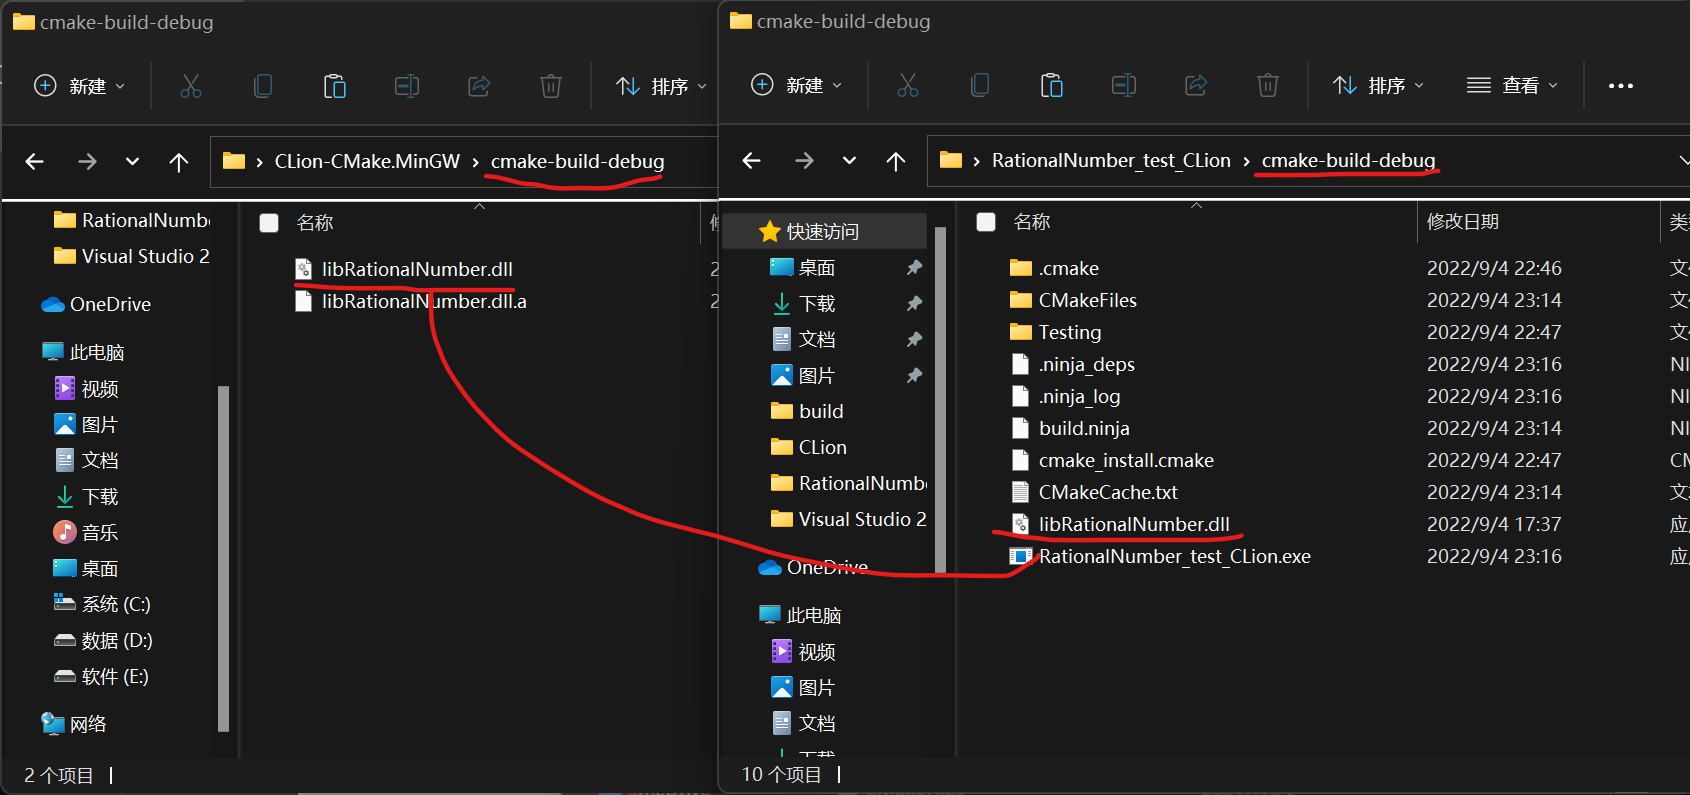 cmake-build-debug
新建
排序
CLion-CMake.MinGW
cmake-build-debug
RationalNumb
Visual Studio 2
OneDrive
此电脑
视频
图片
文档
下载
音乐
桌面
系统 (C:)
数据 (D:)
软件 (E:)
网络
名称
libRationalNumber.dll
libRationalNumber.dll.a
2 个项目
cmake-build-debug
新建
排序
查看
RationalNumber_test_CLion
cmake-build-debug
快速访问
桌面
下载
文档
图片
build
CLion
RationalNumb
Visual Studio 2
OneDrive
此电脑
视频
图片
文档
下载
名称 修改日期
.cmake 2022/9/4 22:46
CMakeFiles 2022/9/4 23:14
Testing 2022/9/4 22:47
.ninja_deps 2022/9/4 23:16 NI
.ninja_log 2022/9/4 23:16 NI
build.ninja 2022/9/4 23:14 NI
cmake_install.cmake 2022/9/4 22:47
CMakeCache.txt 2022/9/4 23:14
libRationalNumber.dll 2022/9/4 17:37
RationalNumber_test_CLion.exe 2022/9/4 23:16
10 个项目